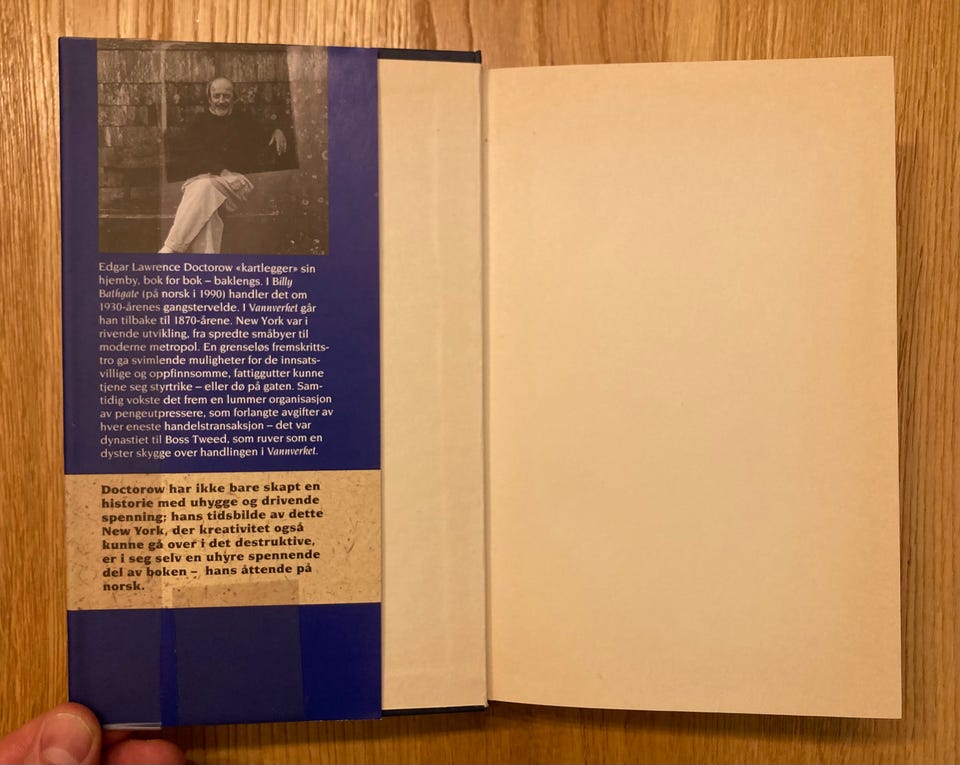 Edgar Lawrence Doctorow «kartlegger» sin
hjemby, bok for bok – baklengs. I Billy
Bathgate (på norsk i 1990) handler det om
1930-årenes gangstervelde. I Vannverket går
han tilbake til 1870-årene. New York var i
rivende utvikling, fra spredte småbyer til
moderne metropol. En grenseløs fremskritts-
tro ga svimlende muligheter for de innsats-
villige og oppfinnsomme, fattiggutter kunne
tjene seg styrtrike – eller dø på gaten. Sam-
tidig vokste det frem en lummer organisasjon
av pengeutpressere, som forlangte avgifter av
hver eneste handelstransaksjon – det var
dynastiet til Boss Tweed, som ruver som en
dyster skygge over handlingen i Vannverket.
Doctorow har ikke bare skapt en
historie med uhygge og drivende
spenning; hans tidsbilde av dette
New York, der kreativitet også
kunne gå over i det destruktive,
er i seg selv en uhyre spennende
del av boken – hans åttende på
norsk.